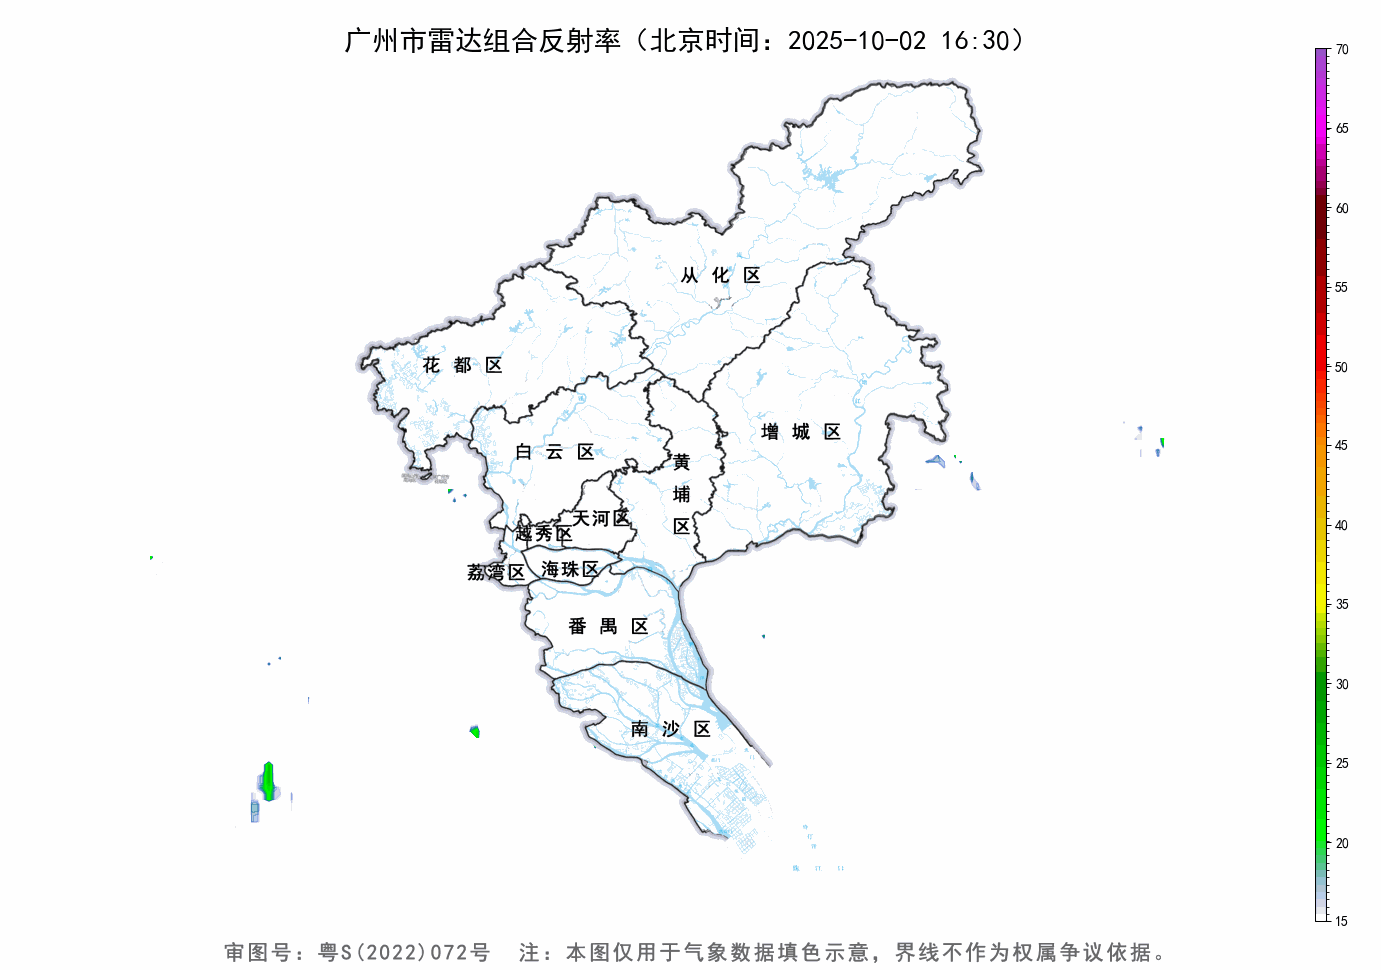 广州市雷达组合反射率（北京时间：2025-10-02 16:30）
70
65
60
55
50
45
40
35
30
25
20
15
从化区
花都区
增城区
白云区
黄埔区
天河区
越秀区
荔湾区
海珠区
番禺区
南沙区
审图号：粤S(2022)072号 注：本图仅用于气象数据填色示意，界线不作为权属争议依据。